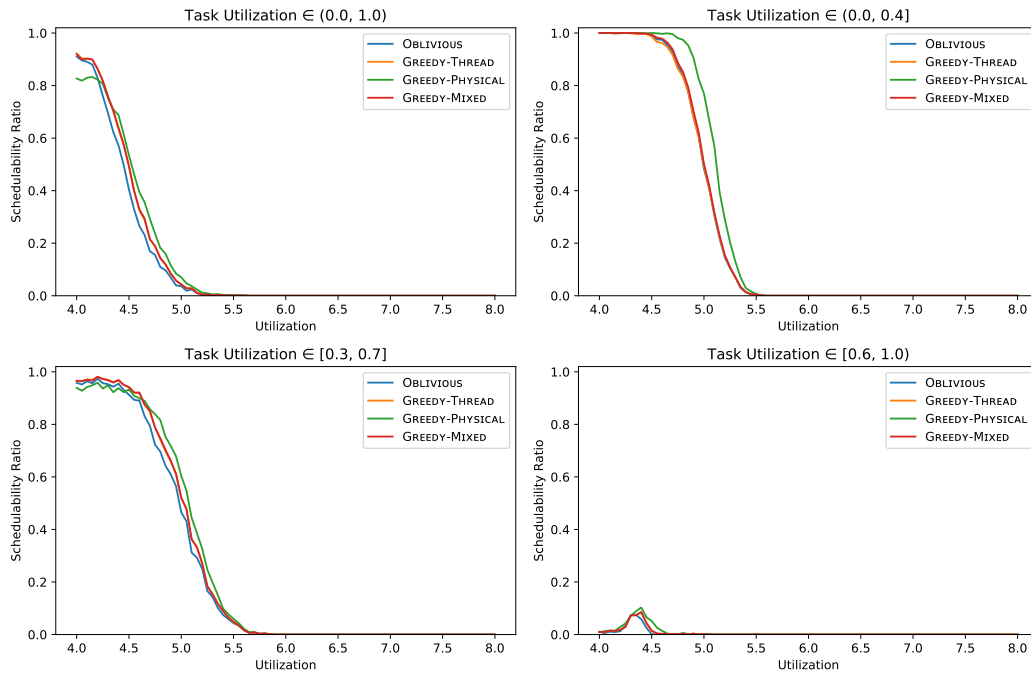 Task Utilization ∈ (0.0, 1.0)
Schedulability Ratio
1.0
0.8
0.6
0.4
0.2
0.0
4.0 4.5 5.0 5.5 6.0 6.5 7.0 7.5 8.0
Utilization
Oblivious
Greedy-Thread
Greedy-Physical
Greedy-Mixed
Task Utilization ∈ (0.0, 0.4]
Schedulability Ratio
1.0
0.8
0.6
0.4
0.2
0.0
4.0 4.5 5.0 5.5 6.0 6.5 7.0 7.5 8.0
Utilization
Oblivious
Greedy-Thread
Greedy-Physical
Greedy-Mixed
Task Utilization ∈ [0.3, 0.7]
Schedulability Ratio
1.0
0.8
0.6
0.4
0.2
0.0
4.0 4.5 5.0 5.5 6.0 6.5 7.0 7.5 8.0
Utilization
Oblivious
Greedy-Thread
Greedy-Physical
Greedy-Mixed
Task Utilization ∈ [0.6, 1.0)
Schedulability Ratio
1.0
0.8
0.6
0.4
0.2
0.0
4.0 4.5 5.0 5.5 6.0 6.5 7.0 7.5 8.0
Utilization
Oblivious
Greedy-Thread
Greedy-Physical
Greedy-Mixed